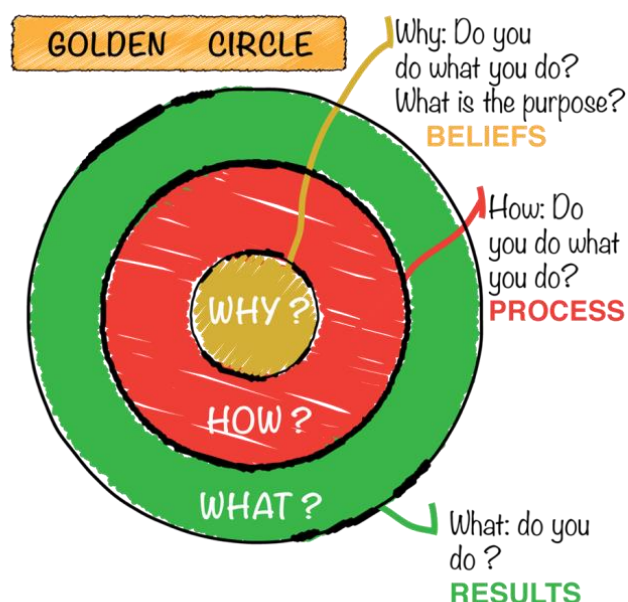 GOLDEN CIRCLE
Why: Do you
do what you do?
What is the purpose?
BELIEFS
How: Do
you do what
you do?
PROCESS
WHY ?
HOW ?
WHAT ?
What: do you
do ?
RESULTS